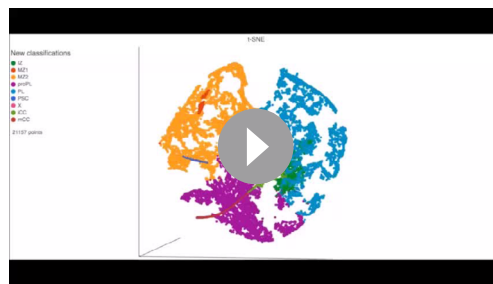 t-SNE
New classifications
IZ
MZ1
MZ2
proPL
PL
PSC
X
iCC
mCC
21157 points